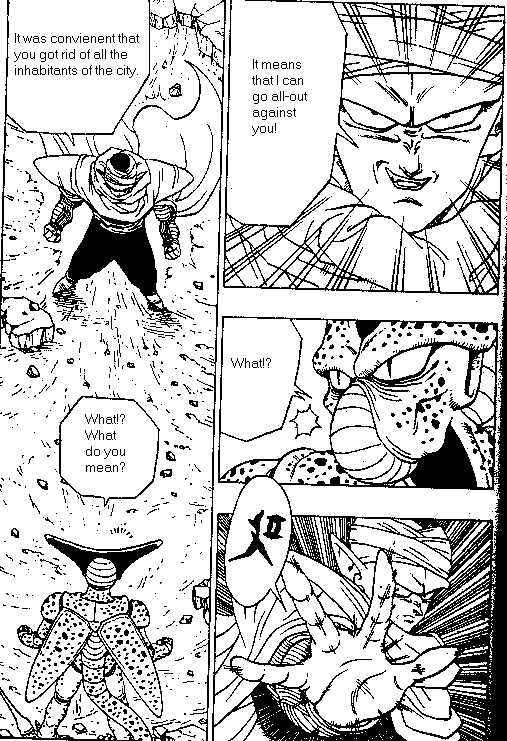 It was convienent that
you got rid of all the
inhabitants of the city.
What!?
What
do you
mean?
It means
that I can
go all-out
against
you!
What!?